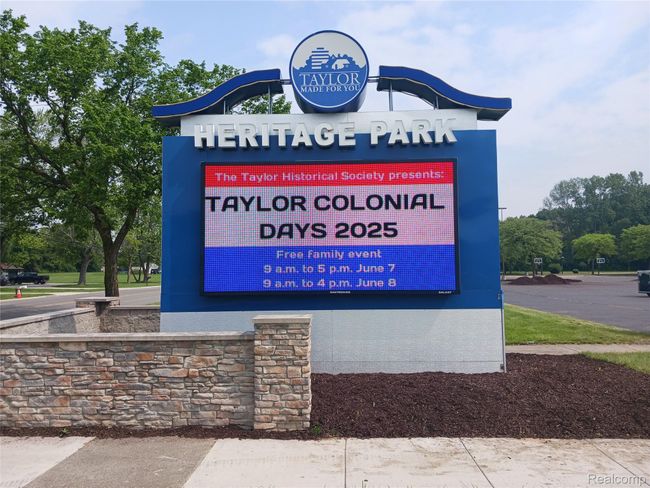 TAYLOR
MADE FOR YOU
HERITAGE PARK
The Taylor Historical Society presents:
TAYLOR COLONIAL
DAYS 2025
Free family event
9 a.m. to 5 p.m. June 7
9 a.m. to 4 p.m. June 8
Realcomp